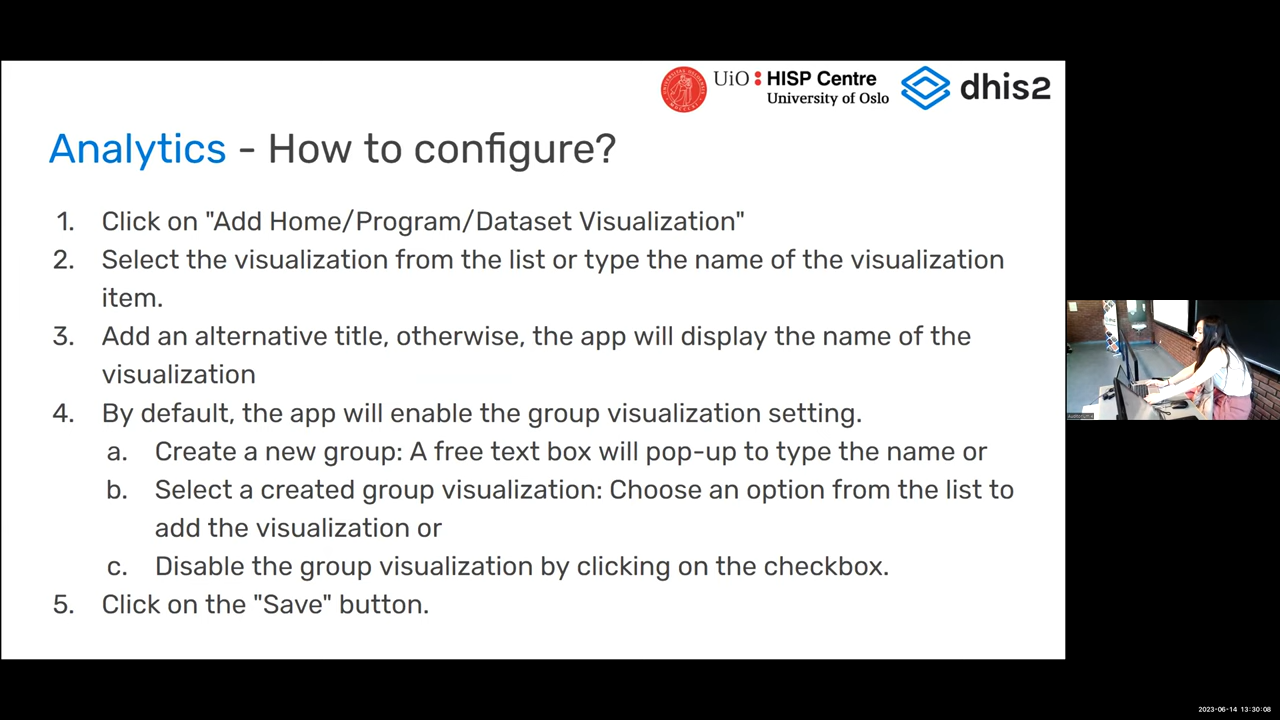 UiO : HISP Centre
University of Oslo
dhis2
Analytics - How to configure?
1. Click on "Add Home/Program/Dataset Visualization"
2. Select the visualization from the list or type the name of the visualization
item.
3. Add an alternative title, otherwise, the app will display the name of the
visualization
4. By default, the app will enable the group visualization setting.
a. Create a new group: A free text box will pop-up to type the name or
b. Select a created group visualization: Choose an option from the list to
add the visualization or
c. Disable the group visualization by clicking on the checkbox.
5. Click on the "Save" button.
2023-06-14 13:30:08